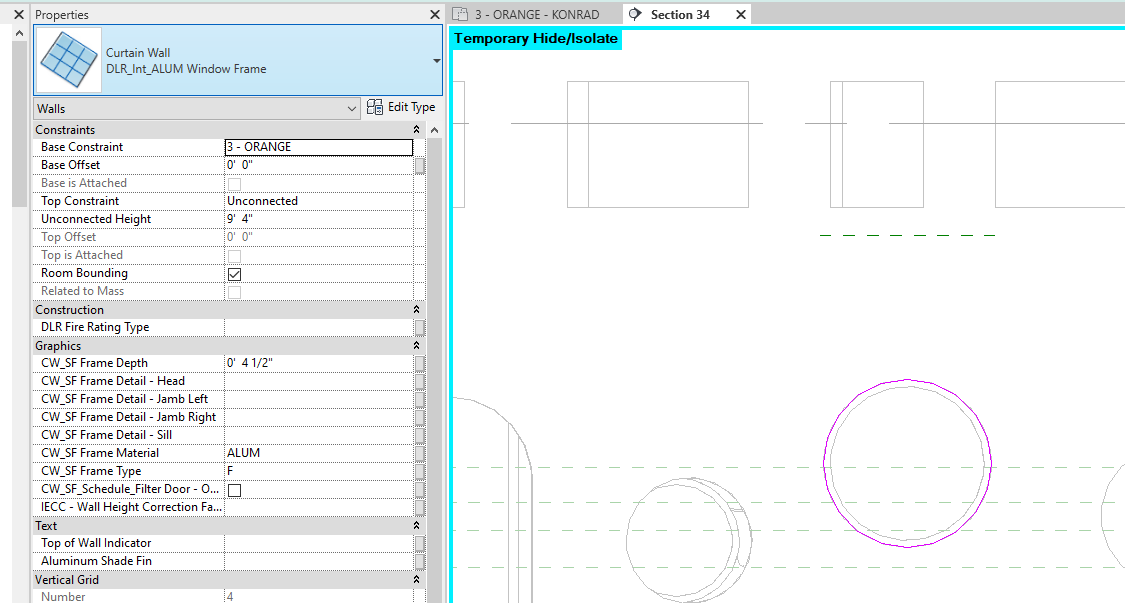 Properties
3 - ORANGE - KONRAD
Section 34
Temporary Hide/Isolate
Curtain Wall
DLR_Int_ALUM Window Frame
Walls
Edit Type
Constraints
Base Constraint 3 - ORANGE
Base Offset 0' 0"
Base is Attached
Top Constraint Unconnected
Unconnected Height 9' 4"
Top Offset 0' 0"
Top is Attached
Room Bounding
Related to Mass
Construction
DLR Fire Rating Type
Graphics
CW_SF Frame Depth 0' 4 1/2"
CW_SF Frame Detail - Head
CW_SF Frame Detail - Jamb Left
CW_SF Frame Detail - Jamb Right
CW_SF Frame Detail - Sill
CW_SF Frame Material ALUM
CW_SF Frame Type F
CW_SF_Schedule_Filter Door - O...
IECC - Wall Height Correction Fa...
Text
Top of Wall Indicator
Aluminum Shade Fin
Vertical Grid
Number 4